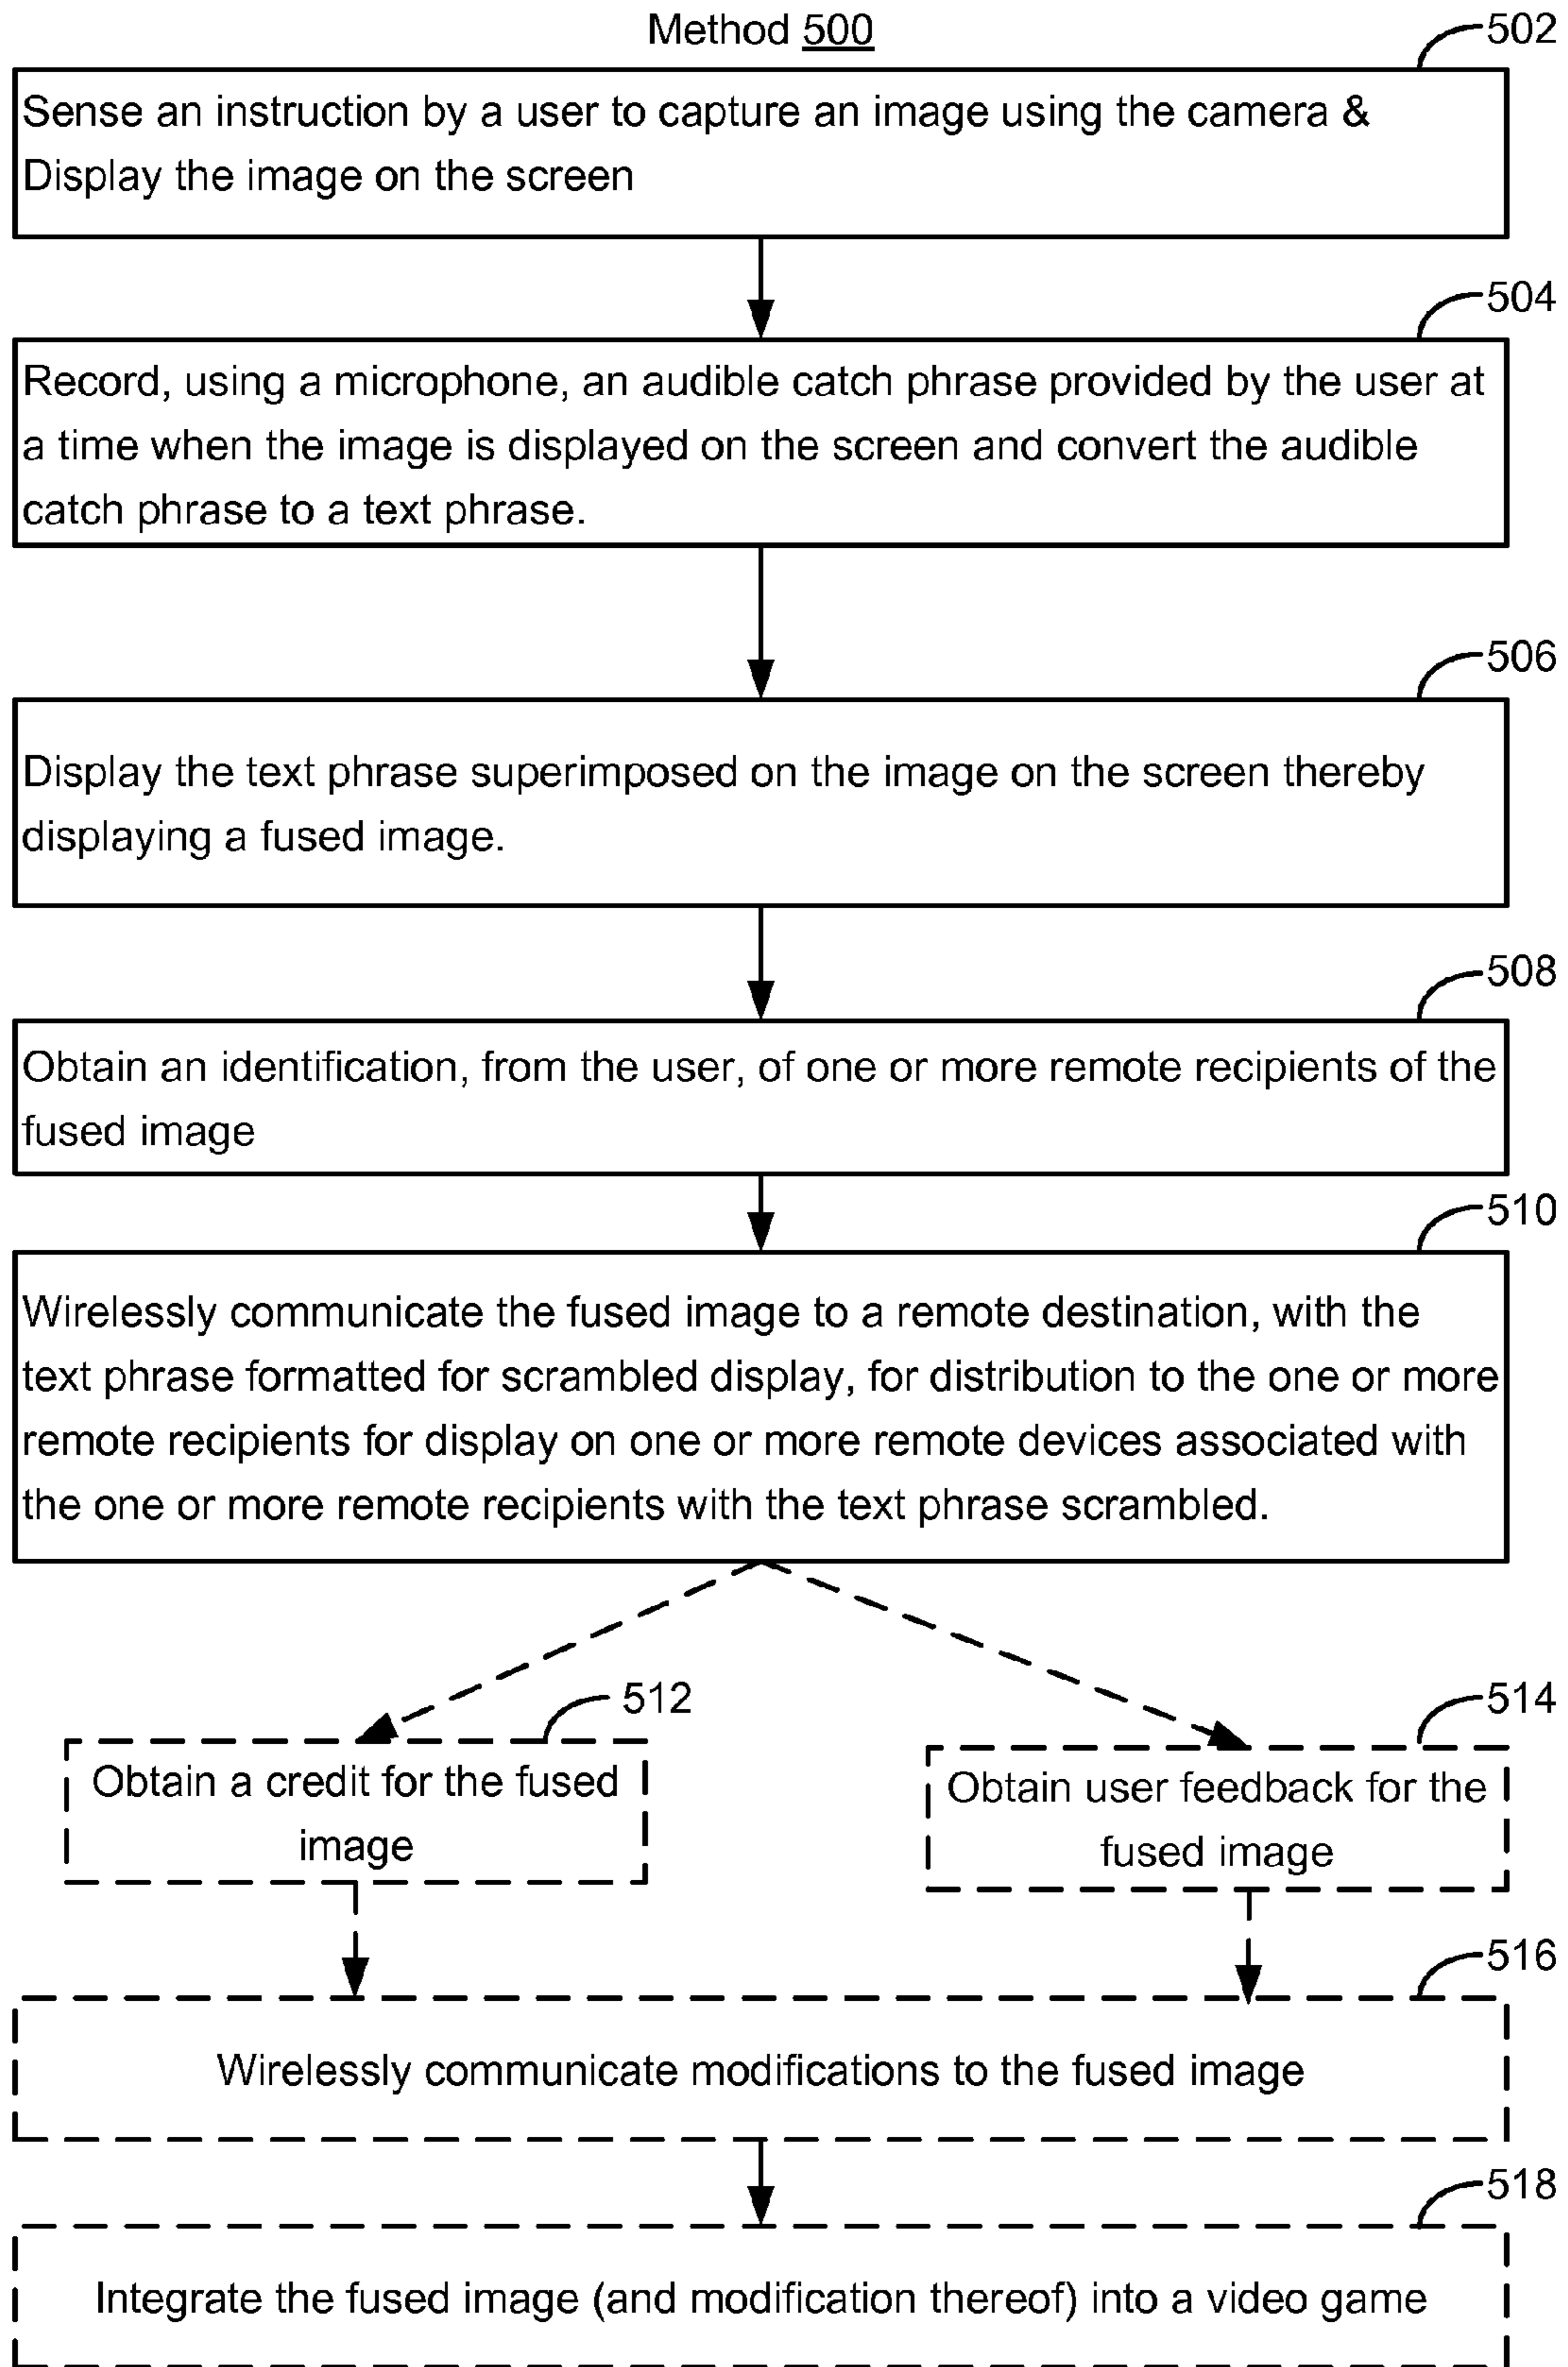 Method 500
502
Sense an instruction by a user to capture an image using the camera &
Display the image on the screen
504
Record, using a microphone, an audible catch phrase provided by the user at
a time when the image is displayed on the screen and convert the audible
catch phrase to a text phrase.
506
Display the text phrase superimposed on the image on the screen thereby
displaying a fused image.
508
Obtain an identification, from the user, of one or more remote recipients of the
fused image
510
Wirelessly communicate the fused image to a remote destination, with the
text phrase formatted for scrambled display, for distribution to the one or more
remote recipients for display on one or more remote devices associated with
the one or more remote recipients with the text phrase scrambled.
512
Obtain a credit for the fused
image
514
Obtain user feedback for the
fused image
516
Wirelessly communicate modifications to the fused image
518
Integrate the fused image (and modification thereof) into a video game